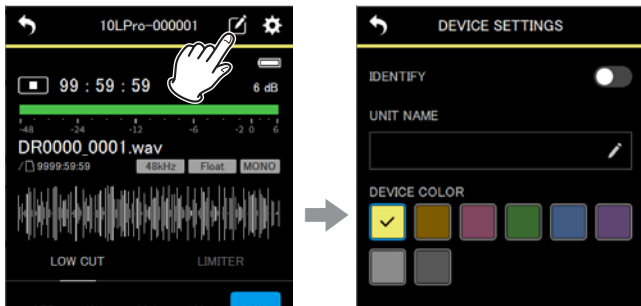 10LPro-000001
99:59:59
6 dB
-48 -24 -12 -6 -2 0 6
DR0000_0001.wav
/ 9999:59:59 48kHz Float MONO
LOW CUT LIMITER
DEVICE SETTINGS
IDENTIFY
UNIT NAME
DEVICE COLOR